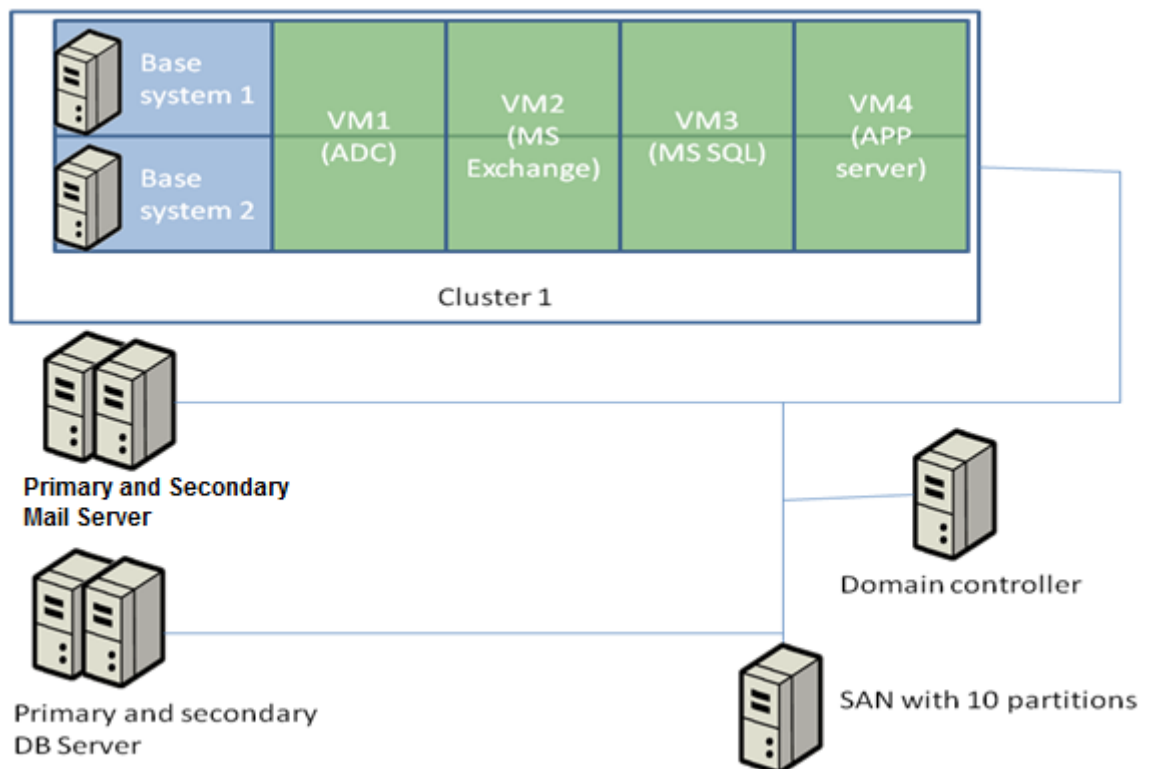 Base
system 1
Base
system 2
VM1
(ADC)
VM2
(MS
Exchange)
VM3
(MS SQL)
VM4
(APP
server)
Cluster 1
Primary and Secondary
Mail Server
Domain controller
Primary and secondary
DB Server
SAN with 10 partitions